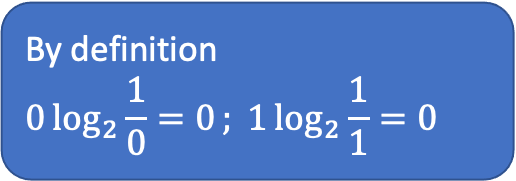 By definition
0 log₂ 1/0 = 0 ; 1 log₂ 1/1 = 0